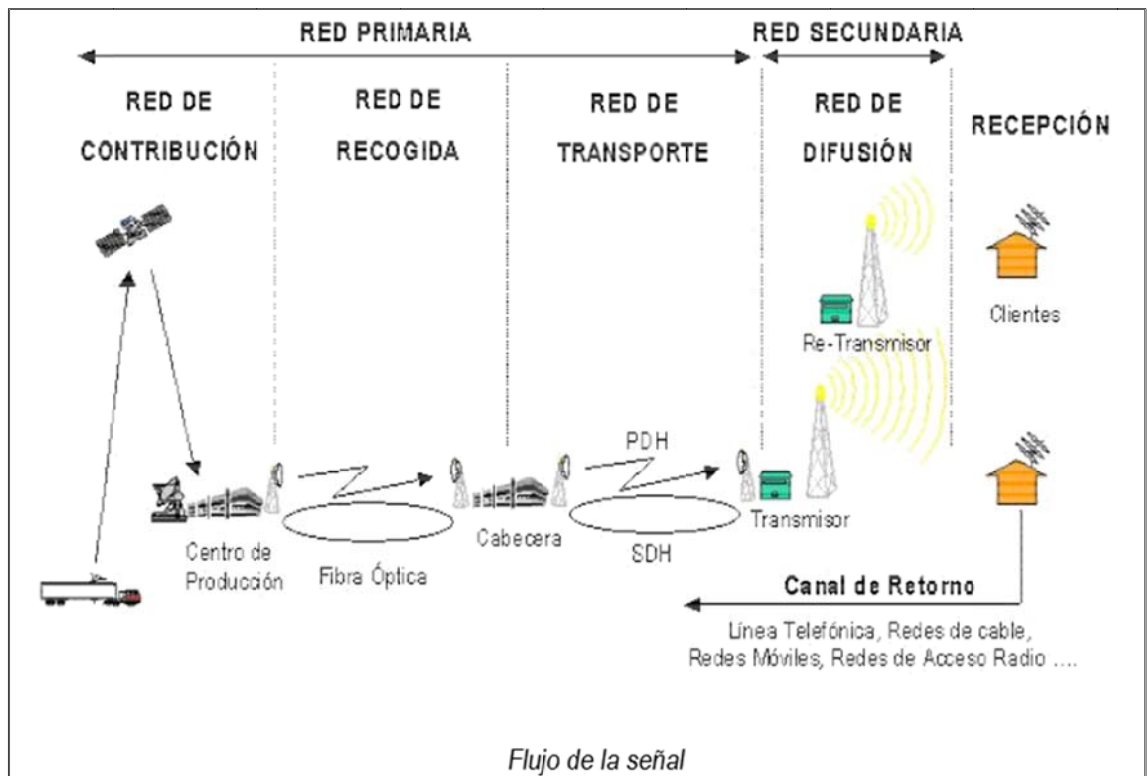 RED PRIMARIA
RED SECUNDARIA
RED DE
CONTRIBUCIÓN
RED DE
RECOGIDA
RED DE
TRANSPORTE
RED DE
DIFUSIÓN
RECEPCIÓN
Clientes
Re-Transmisor
PDH
Centro de
Producción
Fibra Óptica
Cabecera
SDH
Transmisor
Canal de Retorno
Línea Telefónica, Redes de cable,
Redes Móviles, Redes de Acceso Radio ....
Flujo de la señal